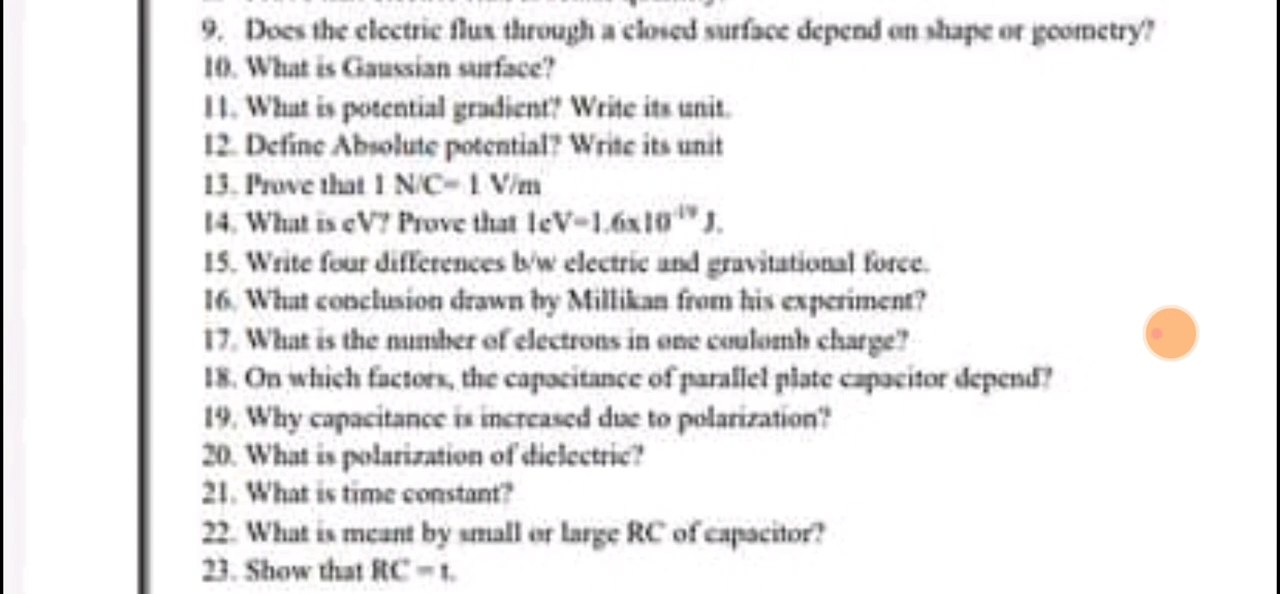 9. Does the electric flux through a closed surface depend on shape or geometry?
10. What is Gaussian surface?
11. What is potential gradient? Write its unit.
12. Define Absolute potential? Write its unit
13. Prove that 1 N/C= 1 V/m
14. What is eV? Prove that 1eV=1.6x10⁻¹⁹ J.
15. Write four differences b/w electric and gravitational force.
16. What conclusion drawn by Millikan from his experiment?
17. What is the number of electrons in one coulomb charge?
18. On which factors, the capacitance of parallel plate capacitor depend?
19. Why capacitance is increased due to polarization?
20. What is polarization of dielectric?
21. What is time constant?
22. What is meant by small or large RC of capacitor?
23. Show that RC = t.